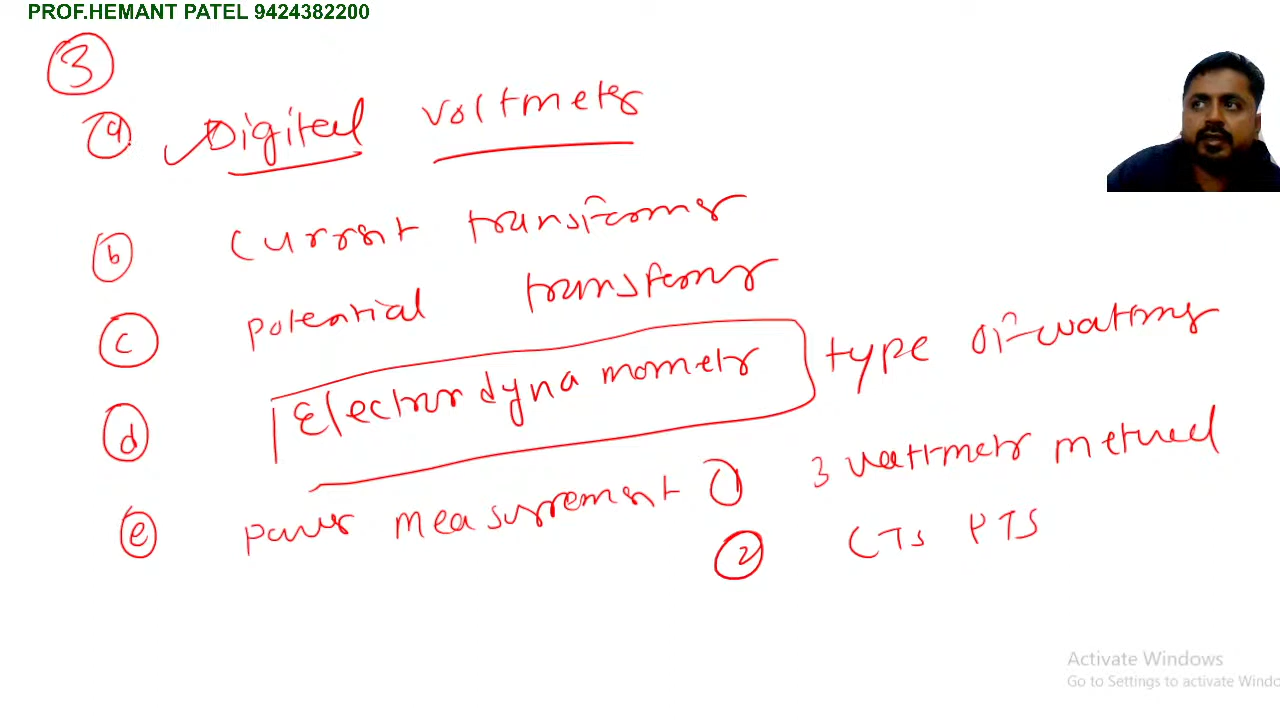 PROF.HEMANT PATEL 9424382200
3
a Digital voltmeter
b Current transformer
c potential transformer
d Electrodynamometer type of wattmeter
e power measurement 1 3 wattmeter method
2 CTs PTS
Activate Windows
Go to Settings to activate Windo